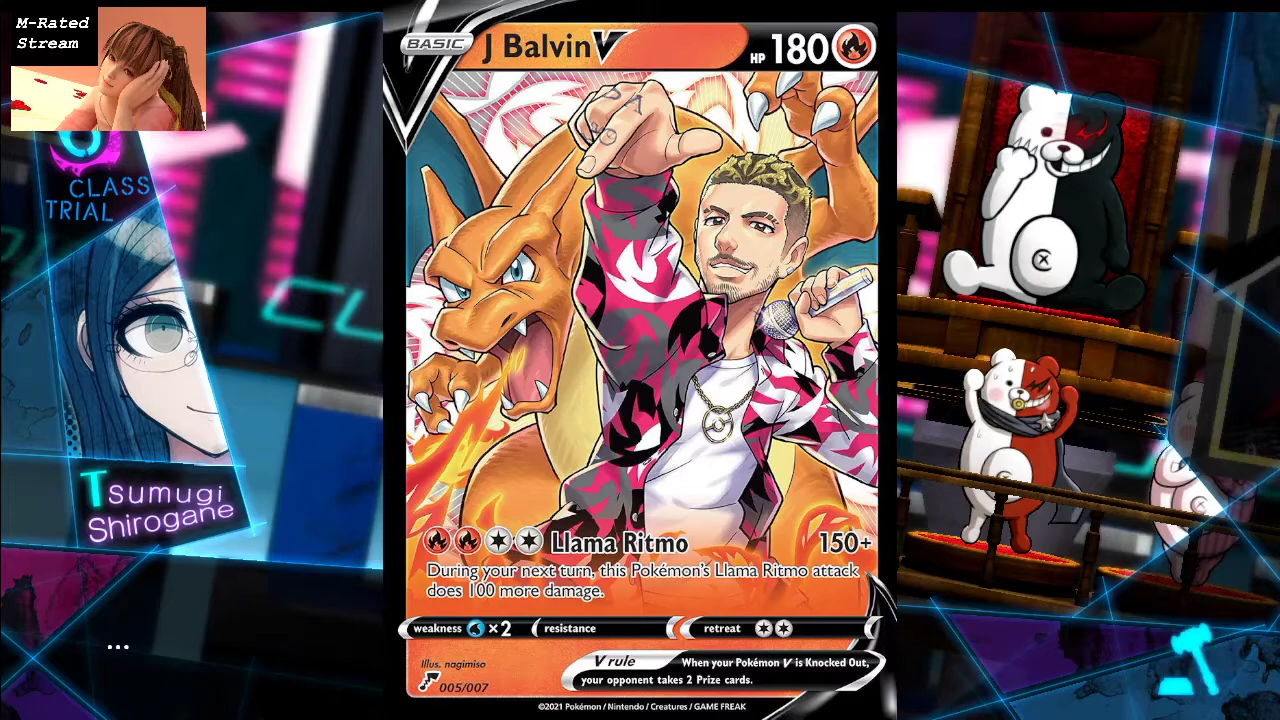 M-Rated
Stream
CLASS
TRIAL
Tsumugi
Shirogane
...
BASIC
J Balvin V
HP 180
Llama Ritmo 150+
During your next turn, this Pokémon's Llama Ritmo attack
does 100 more damage.
weakness ×2 resistance retreat
Illus. nagimiso
005/007
V rule When your Pokémon V is Knocked Out,
your opponent takes 2 Prize cards.
©2021 Pokémon / Nintendo / Creatures / GAME FREAK